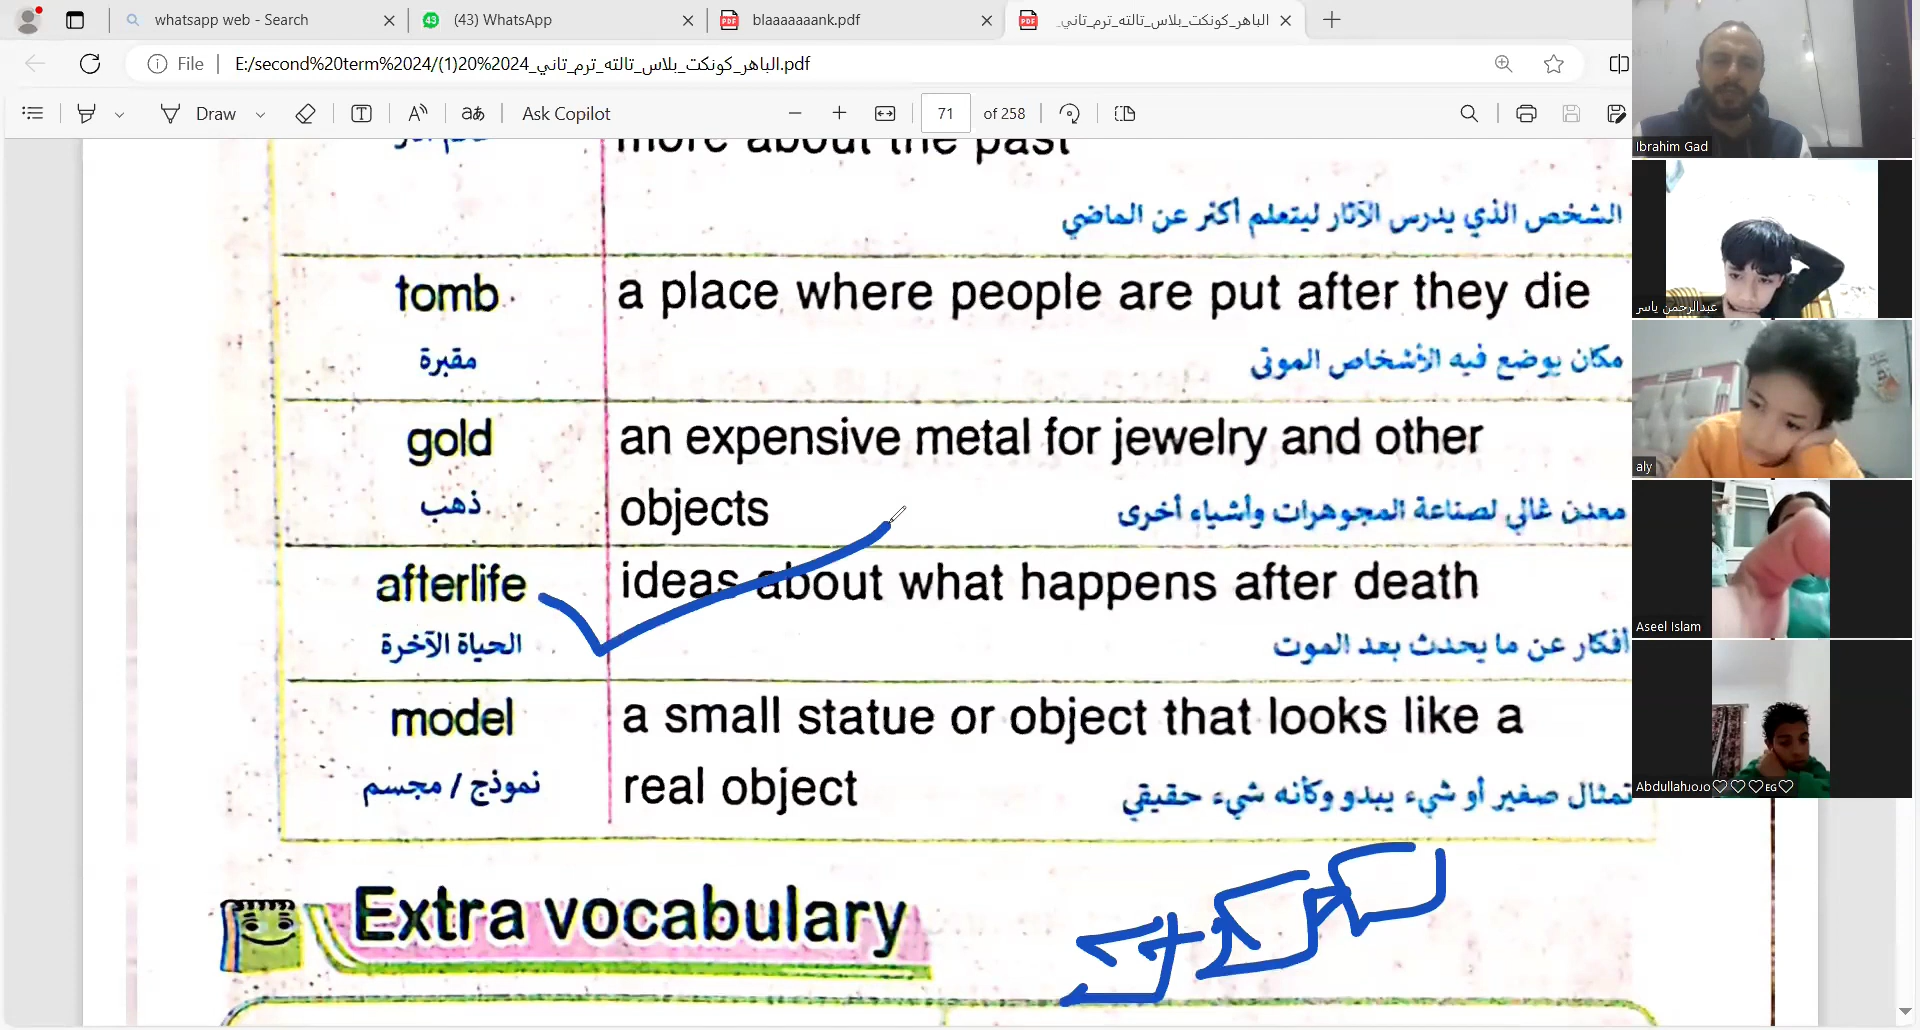 whatsapp web - Search
(43) WhatsApp
blaaaaaaank.pdf
الباهر_كونكت_بلاس_تالته_ترم_تاني_
File
E:/second%20term%2024/(1)20%2024_الباهر_كونكت_بلاس_تالته_ترم_تاني.pdf
Draw
Ask Copilot
71 of 258
more about the past
الشخص الذي يدرس الآثار ليتعلم أكثر عن الماضي
tomb
a place where people are put after they die
مقبرة
مكان يوضع فيه الأشخاص الموتى
gold
an expensive metal for jewelry and other
ذهب
objects
معدن غالي لصناعة المجوهرات وأشياء أخرى
afterlife
ideas about what happens after death
الحياة الآخرة
أفكار عن ما يحدث بعد الموت
model
a small statue or object that looks like a
نموذج / مجسم
real object
تمثال صغير أو شيء يبدو وكأنه شيء حقيقي
Extra vocabulary
Ibrahim Gad
عبدالرحمن ياسر
aly
Aseel Islam
Abdullahﻮﻟﻮﻟ